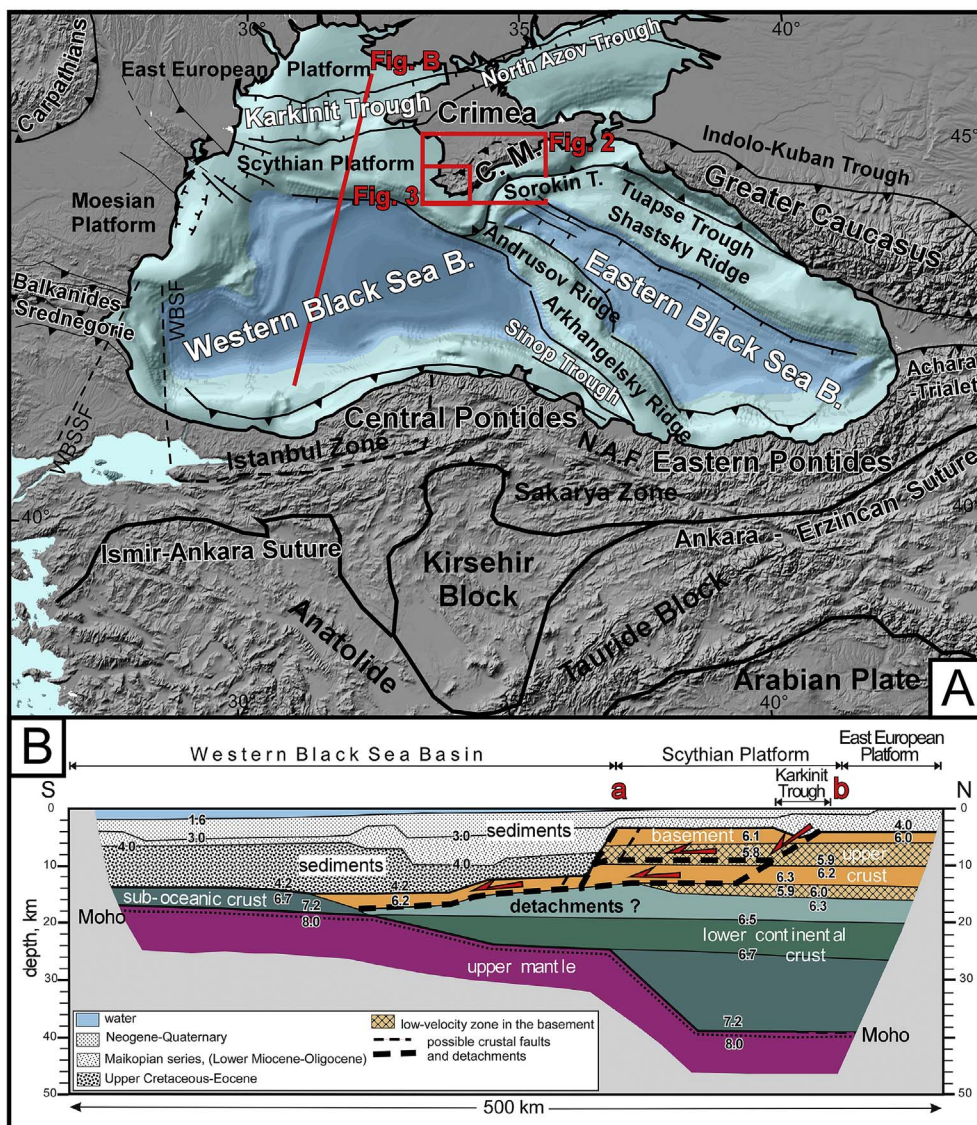 30°
35°
40°
Carpathians
East European Platform
Fig. B
North Azov Trough
Karkinit Trough
Crimea
45°
45°
Indolo-Kuban Trough
Scythian Platform
C. M.
Fig. 2
Fig. 3
Sorokin T.
Greater Caucasus
Moesian
Platform
Tuapse Trough
Shastsky Ridge
Andrusov Ridge
Eastern Black Sea B.
Western Black Sea B.
Balkanides
Srednegorie
WBSF
Arkhangelsky Ridge
Sinop Trough
Achara
-Trialet
Central Pontides
WBSSF
Istanbul Zone
N.A.F.
Eastern Pontides
Sakarya Zone
40°
40°
Ismir-Ankara Suture
Ankara - Erzincan Suture
Kirsehir
Block
Anatolide
Tauride Block
Arabian Plate
30°
35°
40°
A
B
Western Black Sea Basin
Scythian Platform
East European
Platform
Karkinit
Trough
S
a
b
N
0
10
20
30
40
50
depth, km
0
10
20
30
40
50
1.6
3.0
4.0
sediments
3.0
sediments
4.0
basement
6.1
5.8
4.0
6.0
5.9
upper
6.2
crust
4.2
4.2
6.2
6.3
5.9
6.0
6.3
sub-oceanic crust
6.7
7.2
8.0
Moho
detachments ?
6.5
lower continental
crust
6.7
upper mantle
7.2
8.0
Moho
water
Neogene-Quaternary
Maikopian series, (Lower Miocene-Oligocene)
Upper Cretaceous-Eocene
low-velocity zone in the basement
possible crustal faults
and detachments
500 km